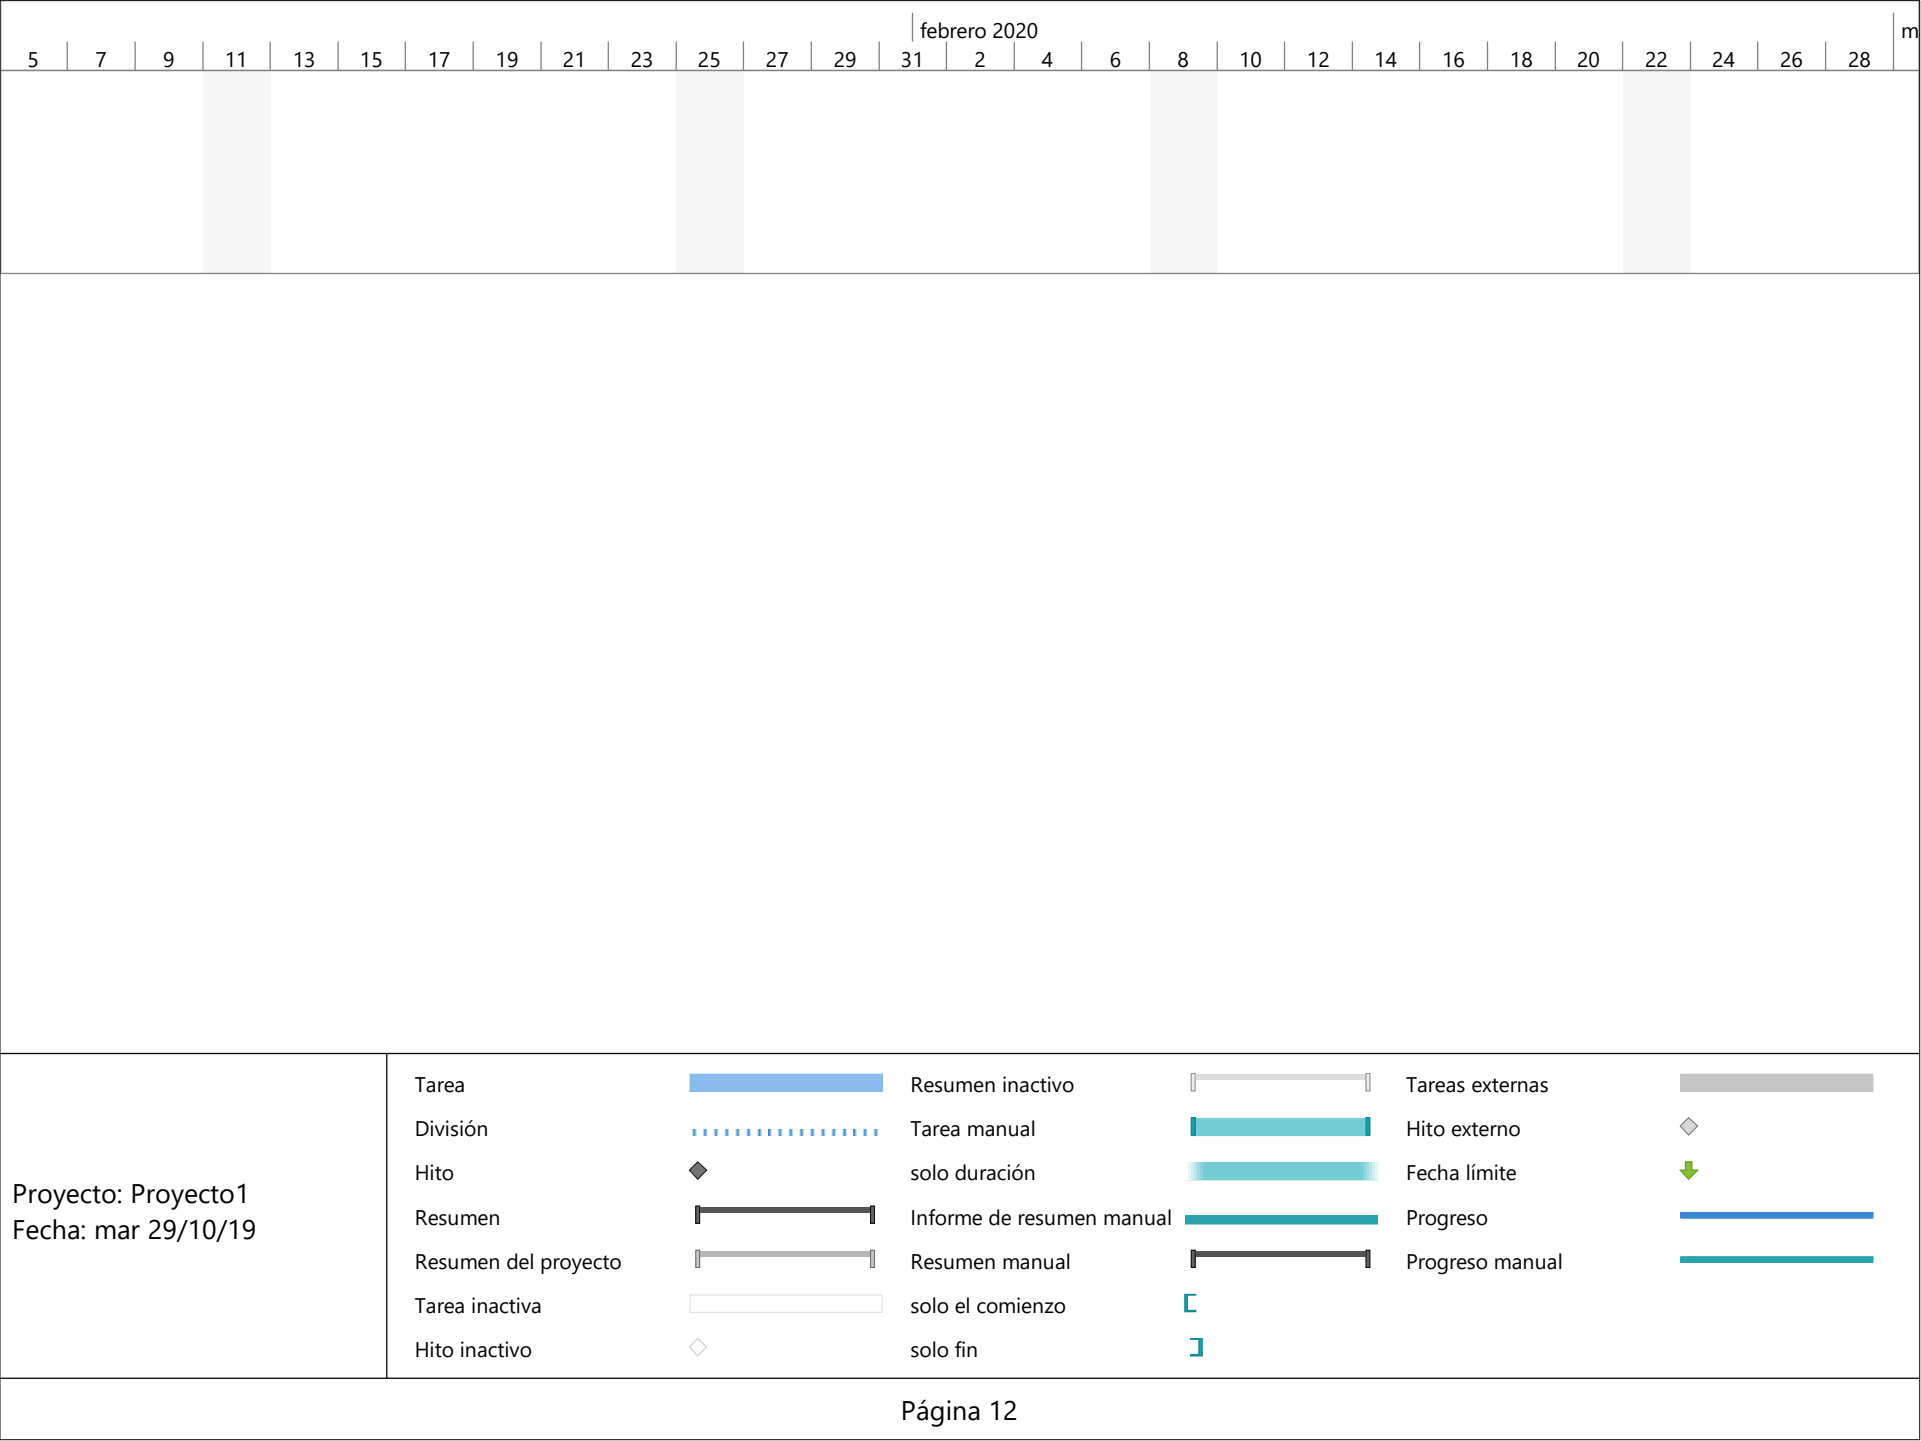 febrero 2020 m
5 7 9 11 13 15 17 19 21 23 25 27 29 31 2 4 6 8 10 12 14 16 18 20 22 24 26 28
Proyecto: Proyecto1
Fecha: mar 29/10/19
Tarea
División
Hito
Resumen
Resumen del proyecto
Tarea inactiva
Hito inactivo
Resumen inactivo
Tarea manual
solo duración
Informe de resumen manual
Resumen manual
solo el comienzo
solo fin
Tareas externas
Hito externo
Fecha límite
Progreso
Progreso manual
Página 12